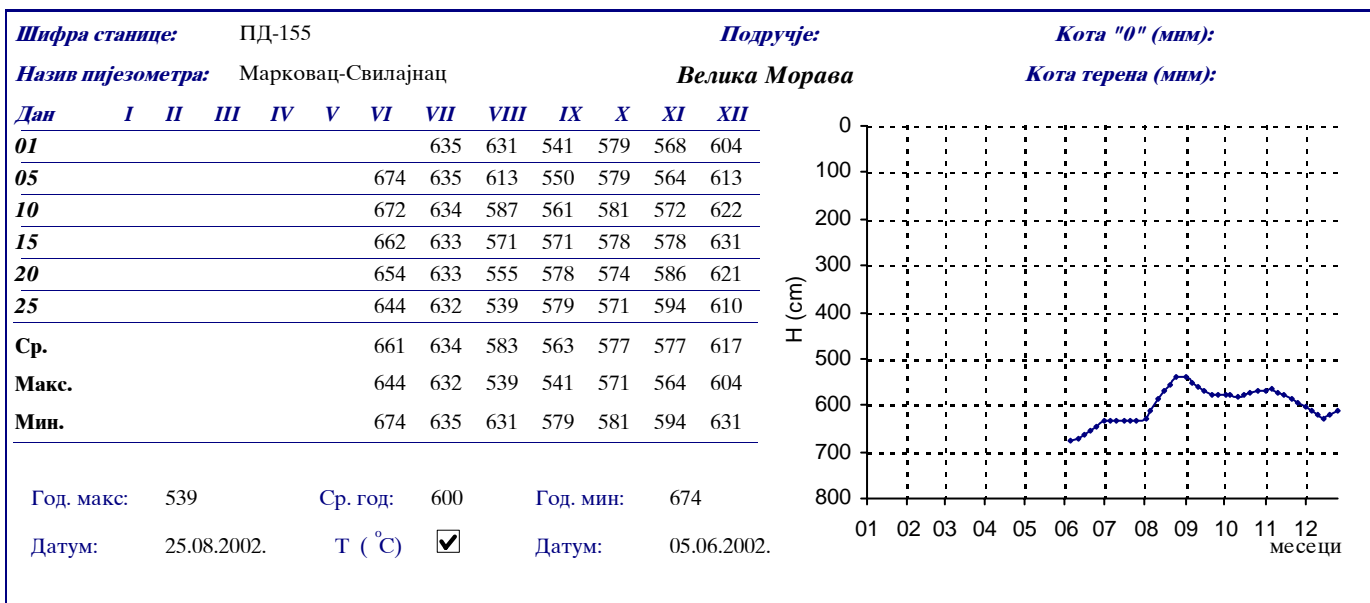 Шифра станице: ПД-155 Подручје: Кота "0" (мнм):
Назив пијезометра: Марковац-Свилајнац Велика Морава Кота терена (мнм):
Дан I II III IV V VI VII VIII IX X XI XII
01 635 631 541 579 568 604
05 674 635 613 550 579 564 613
10 672 634 587 561 581 572 622
15 662 633 571 571 578 578 631
20 654 633 555 578 574 586 621
25 644 632 539 579 571 594 610
Ср. 661 634 583 563 577 577 617
Макс. 644 632 539 541 571 564 604
Мин. 674 635 631 579 581 594 631
Год. макс: 539 Ср. год: 600 Год. мин: 674
Датум: 25.08.2002. Т (°C) Датум: 05.06.2002.
0
100
200
300
400
500
600
700
800
H (cm)
01 02 03 04 05 06 07 08 09 10 11 12
месеци